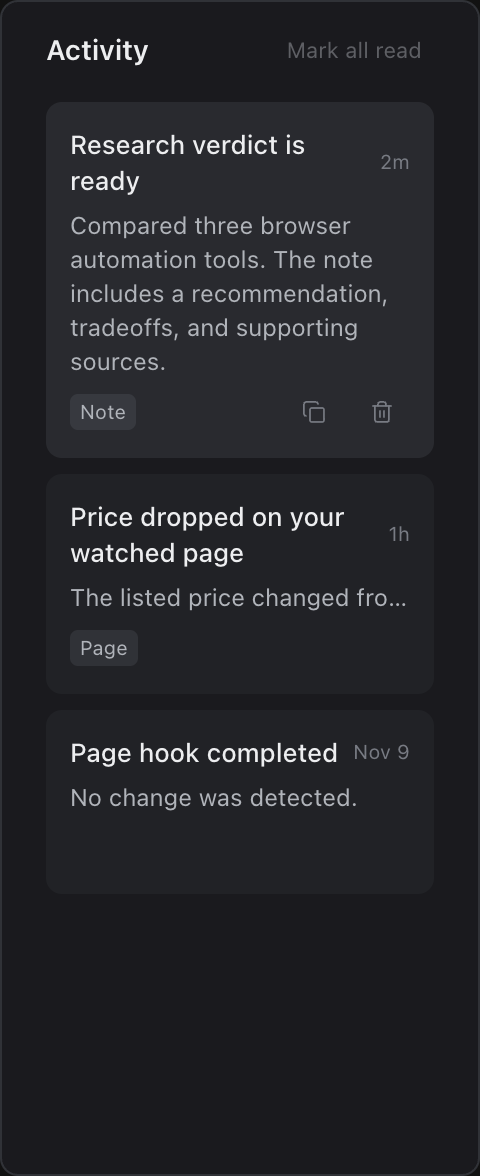 Activity
Mark all read
Research verdict is
ready
2m
Compared three browser
automation tools. The note
includes a recommendation,
tradeoffs, and supporting
sources.
Note
Price dropped on your
watched page
1h
The listed price changed fro...
Page
Page hook completed
Nov 9
No change was detected.